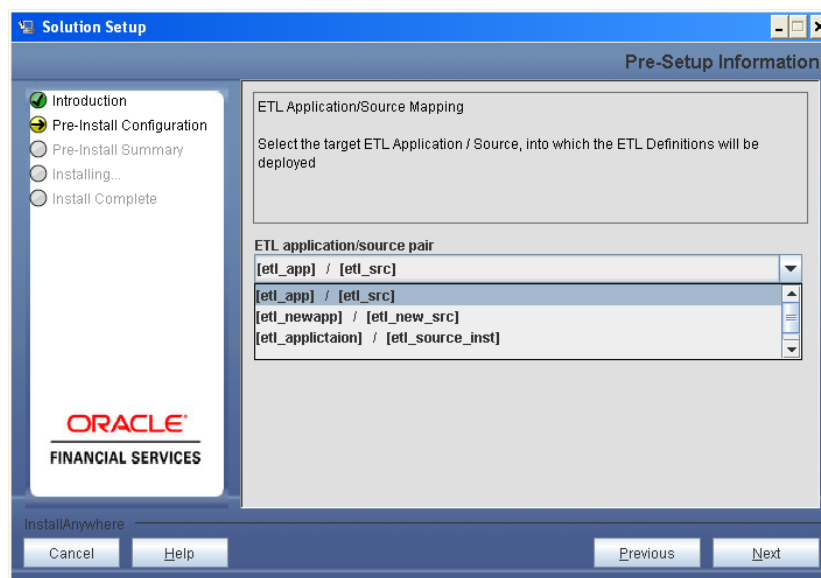 Solution Setup
Pre-Setup Information
Introduction
Pre-Install Configuration
Pre-Install Summary
Installing...
Install Complete
ORACLE
FINANCIAL SERVICES
ETL Application/Source Mapping
Select the target ETL Application / Source, into which the ETL Definitions will be
deployed
ETL application/source pair
[etl_app] / [etl_src]
[etl_app] / [etl_src]
[etl_newapp] / [etl_new_src]
[etl_applictaion] / [etl_source_inst]
InstallAnywhere
Cancel Help Previous Next